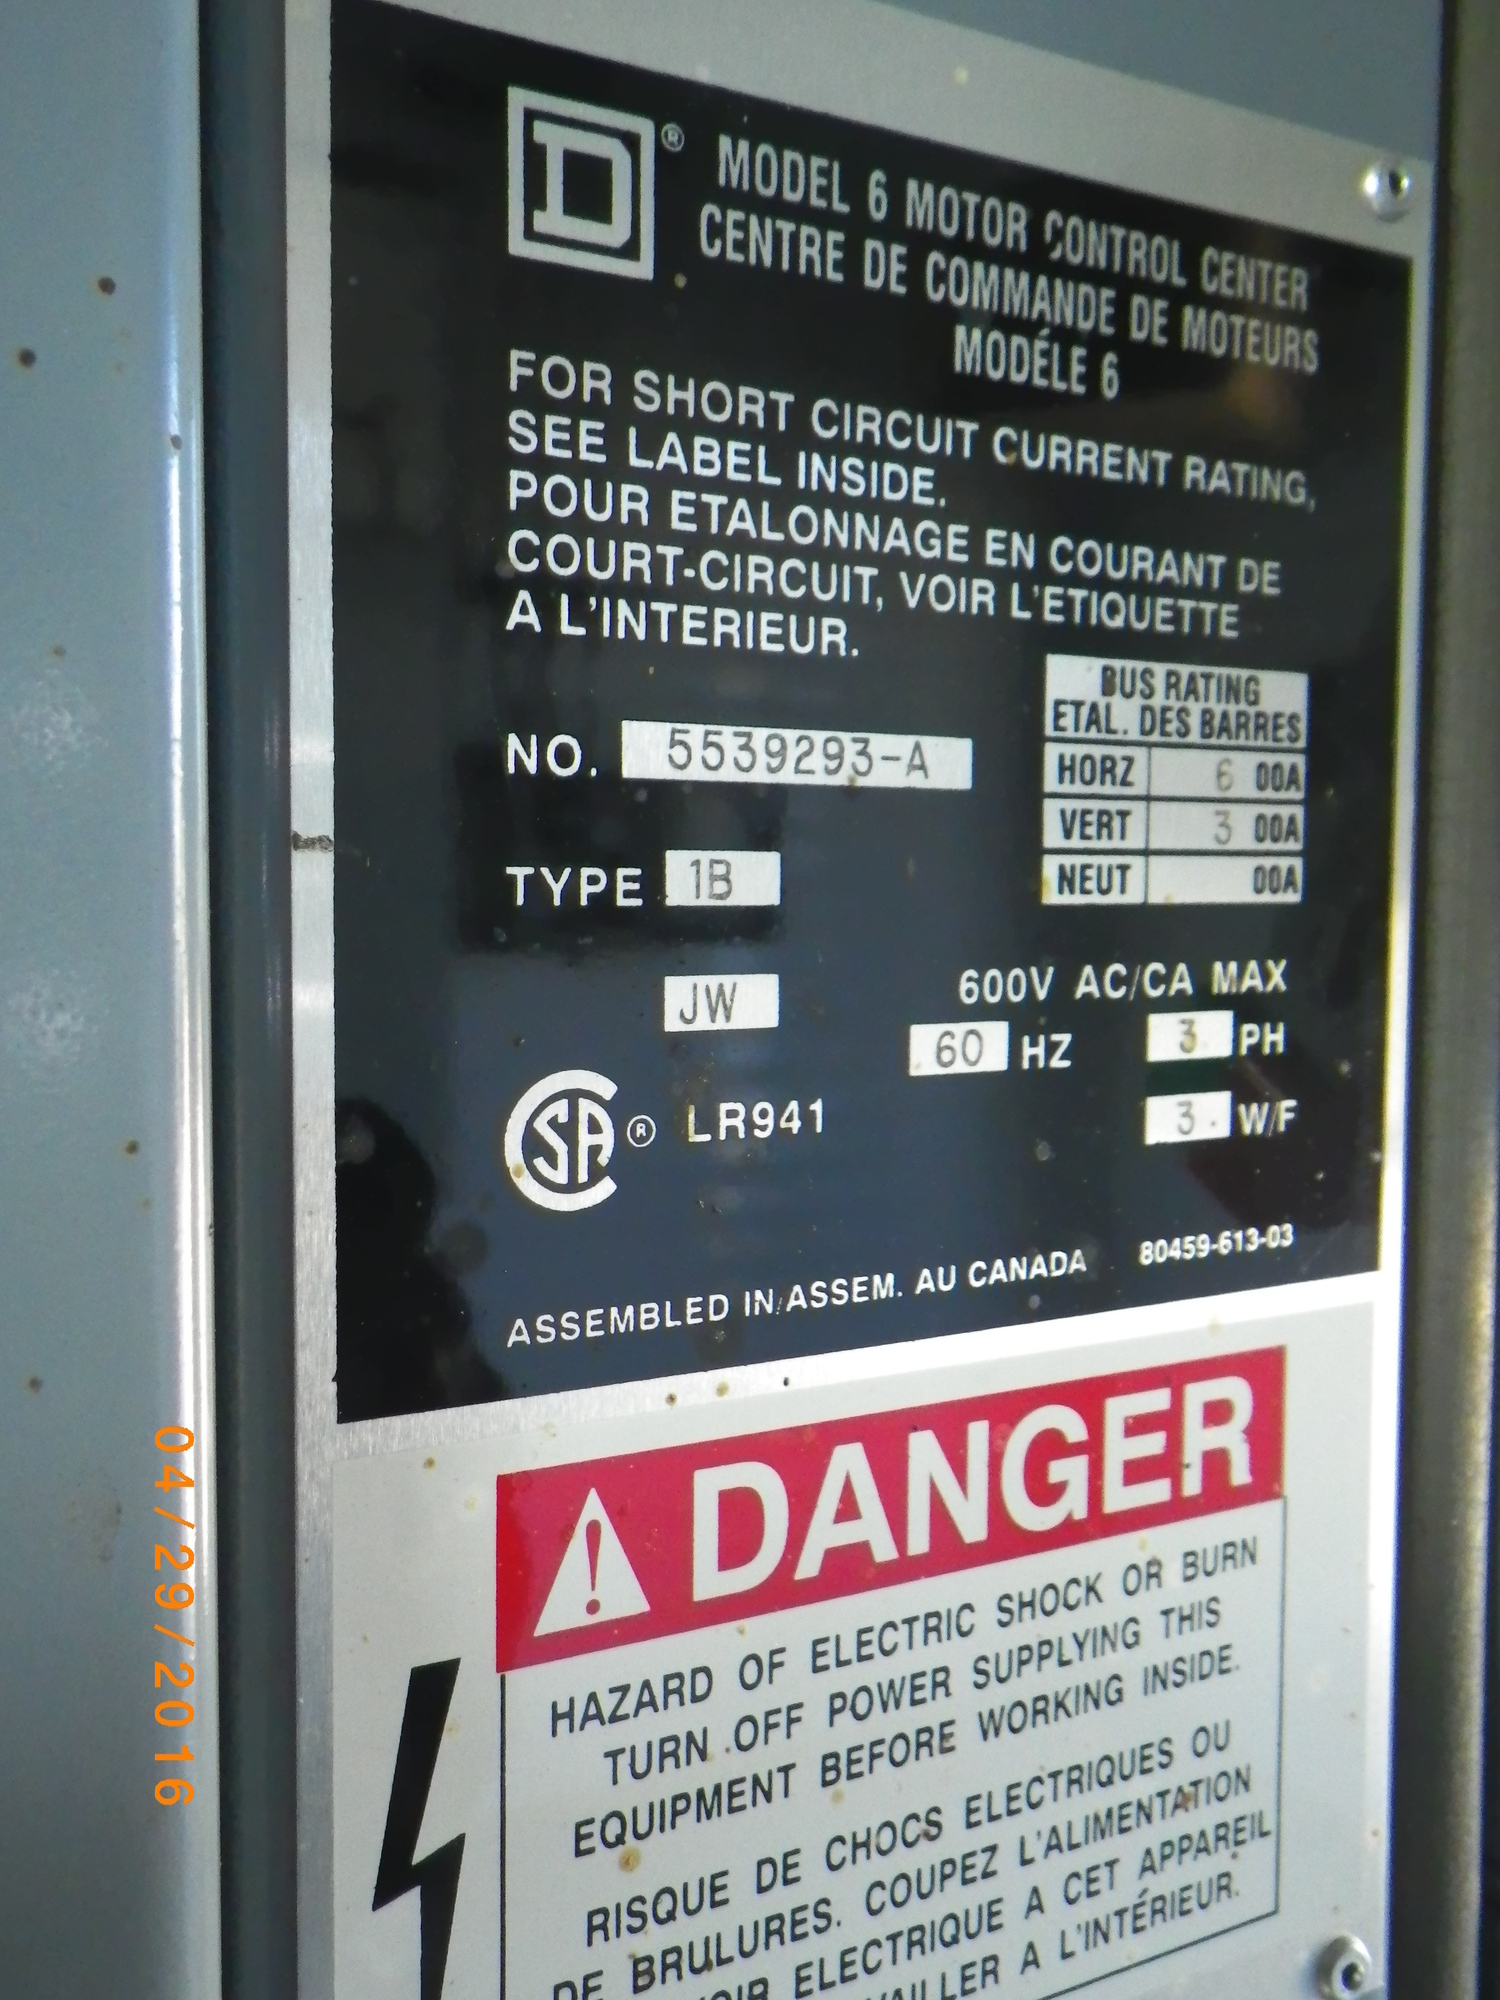 D® MODEL 6 MOTOR CONTROL CENTER
CENTRE DE COMMANDE DE MOTEURS
MODÉLE 6
FOR SHORT CIRCUIT CURRENT RATING,
SEE LABEL INSIDE.
POUR ETALONNAGE EN COURANT DE
COURT-CIRCUIT, VOIR L'ETIQUETTE
A L'INTERIEUR.
BUS RATING
ETAL. DES BARRES
HORZ 6 00A
VERT 3 00A
NEUT 00A
NO. 5539293-A
TYPE 1B
JW
600V AC/CA MAX
60 HZ 3 PH
3 W/F
CSA ® LR941
ASSEMBLED IN/ASSEM. AU CANADA 80459-613-03
DANGER
HAZARD OF ELECTRIC SHOCK OR BURN
TURN OFF POWER SUPPLYING THIS
EQUIPMENT BEFORE WORKING INSIDE.
RISQUE DE CHOCS ELECTRIQUES OU
DE BRULURES. COUPEZ L'ALIMENTATION
ELECTRIQUE A CET APPAREIL
A L'INTÉRIEUR.
04/29/2016